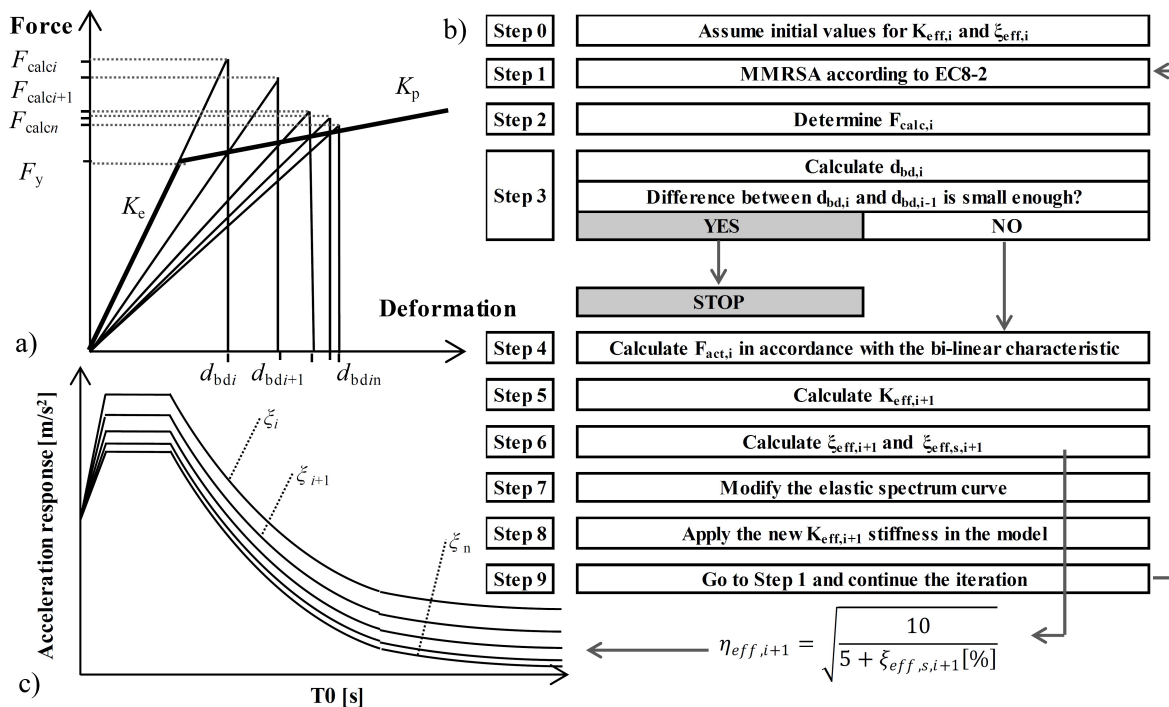 Force
F_calci
F_calci+1
F_calcn
F_y
K_e
K_p
Deformation
a)
d_bdi
d_bdi+1
d_bdin
b)
Step 0 Assume initial values for K_eff,i and ξ_eff,i
Step 1 MMRSA according to EC8-2
Step 2 Determine F_calc,i
Step 3 Calculate d_bd,i
Difference between d_bd,i and d_bd,i-1 is small enough?
YES NO
STOP
Step 4 Calculate F_act,i in accordance with the bi-linear characteristic
Step 5 Calculate K_eff,i+1
Step 6 Calculate ξ_eff,i+1 and ξ_eff,s,i+1
Step 7 Modify the elastic spectrum curve
Step 8 Apply the new K_eff,i+1 stiffness in the model
Step 9 Go to Step 1 and continue the iteration
η_eff,i+1 = √(10 / (5 + ξ_eff,s,i+1[%]))
Acceleration response [m/s²]
ξ_i
ξ_i+1
ξ_n
c)
T0 [s]